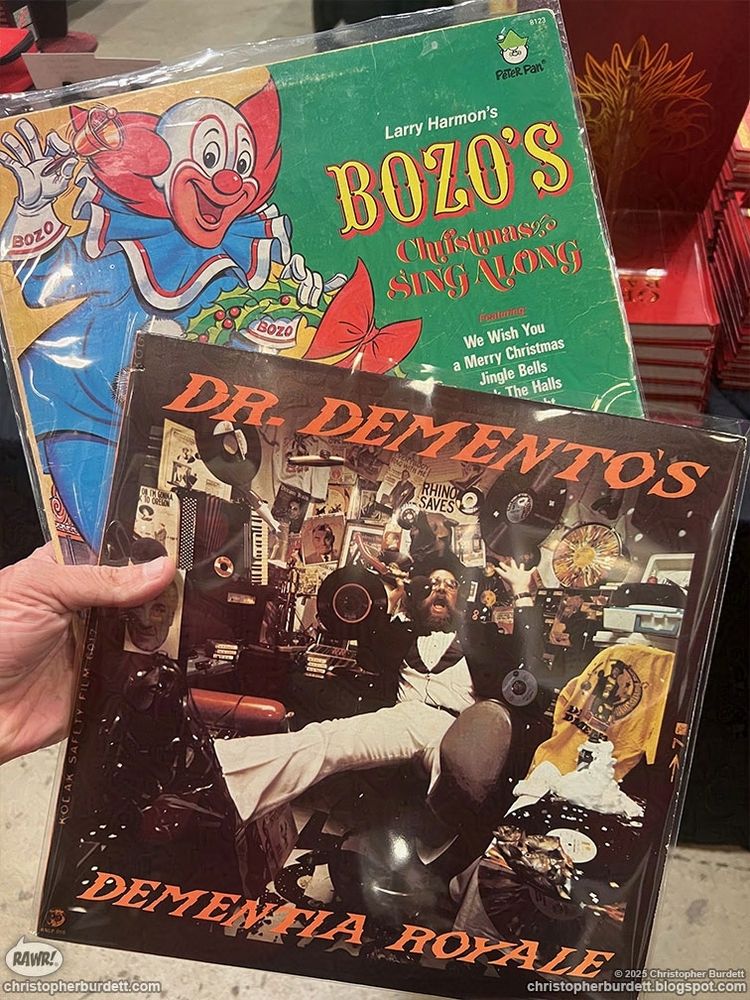 8123
PETER PAN
Larry Harmon's
BOZO'S
Christmas
SING ALONG
Featuring
We Wish You
a Merry Christmas
Jingle Bells
The Halls
BOZO
BOZO
DR. DEMENTO'S
RHINO
SAVES
KODAK SAFETY FILM
DEMENTIA ROYALE
RAWR!
christopherburdett.com
© 2025 Christopher Burdett
christopherburdett.blogspot.com